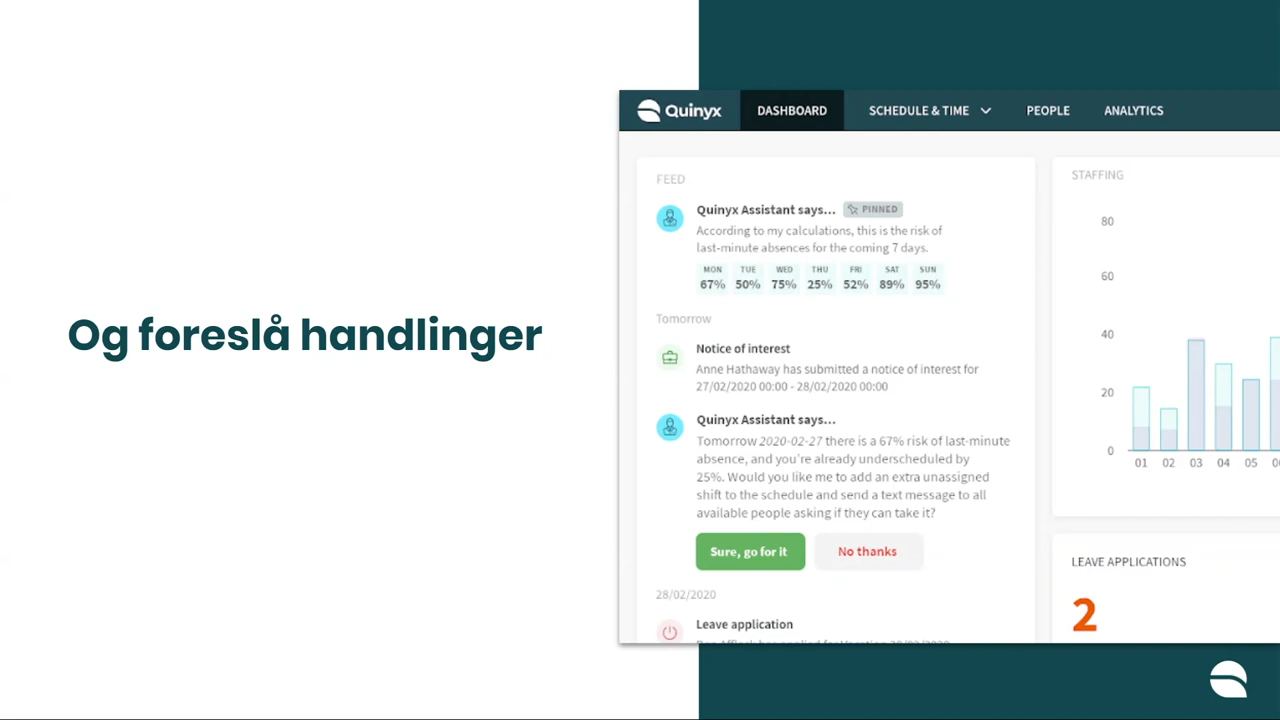 Og foreslå handlinger
Quinyx
DASHBOARD
SCHEDULE & TIME
PEOPLE
ANALYTICS
FEED
Quinyx Assistant says...
PINNED
According to my calculations, this is the risk of
last-minute absences for the coming 7 days.
MON TUE WED THU FRI SAT SUN
67% 50% 75% 25% 52% 89% 95%
Tomorrow
Notice of interest
Anne Hathaway has submitted a notice of interest for
27/02/2020 00:00 - 28/02/2020 00:00
Quinyx Assistant says...
Tomorrow 2020-02-27 there is a 67% risk of last-minute
absence, and you're already underscheduled by
25%. Would you like me to add an extra unassigned
shift to the schedule and send a text message to all
available people asking if they can take it?
Sure, go for it
No thanks
28/02/2020
Leave application
STAFFING
80
60
40
20
0
01 02 03 04 05
LEAVE APPLICATIONS
2